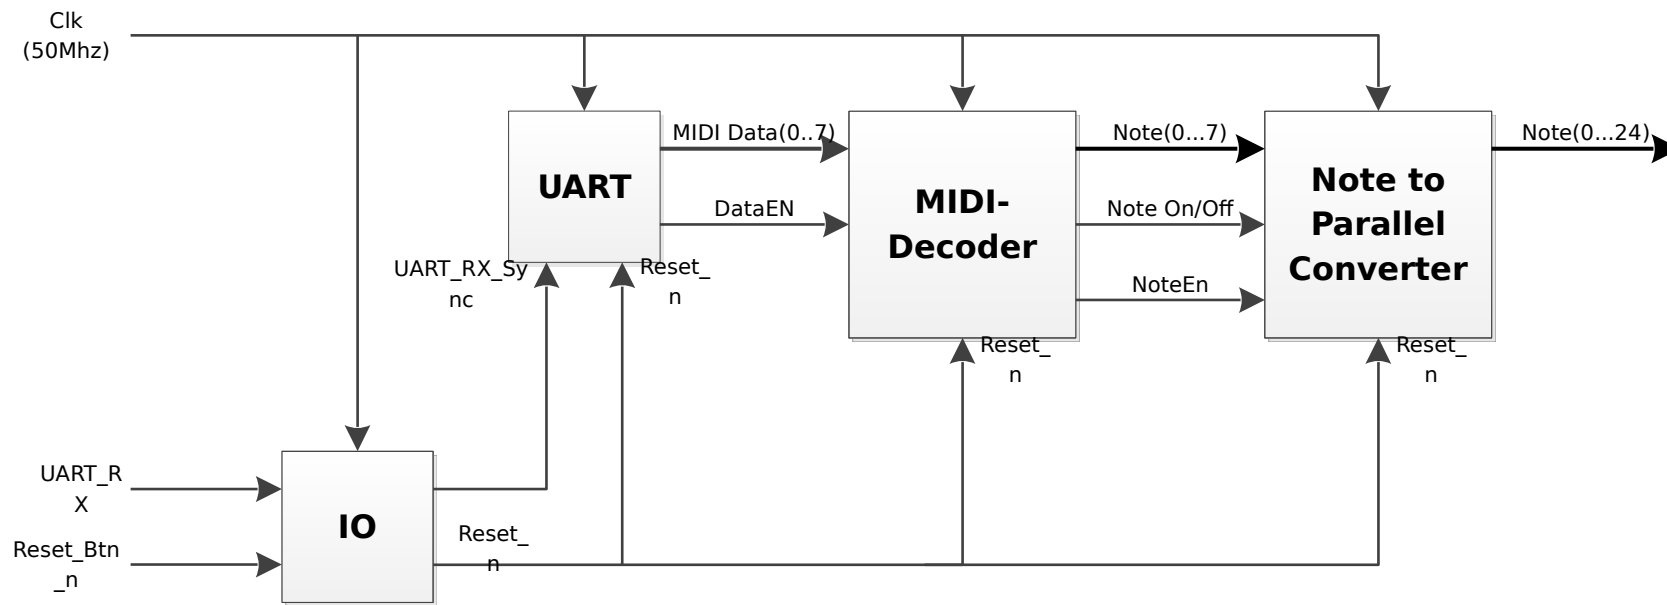 Clk
(50Mhz)
MIDI Data(0..7)
Note(0...7)
Note(0...24)
UART
DataEN
MIDI-
Decoder
Note On/Off
Note to
Parallel
Converter
UART_RX_Sy
nc
Reset_
n
NoteEn
Reset_
n
Reset_
n
UART_R
X
IO
Reset_
n
Reset_Btn
_n